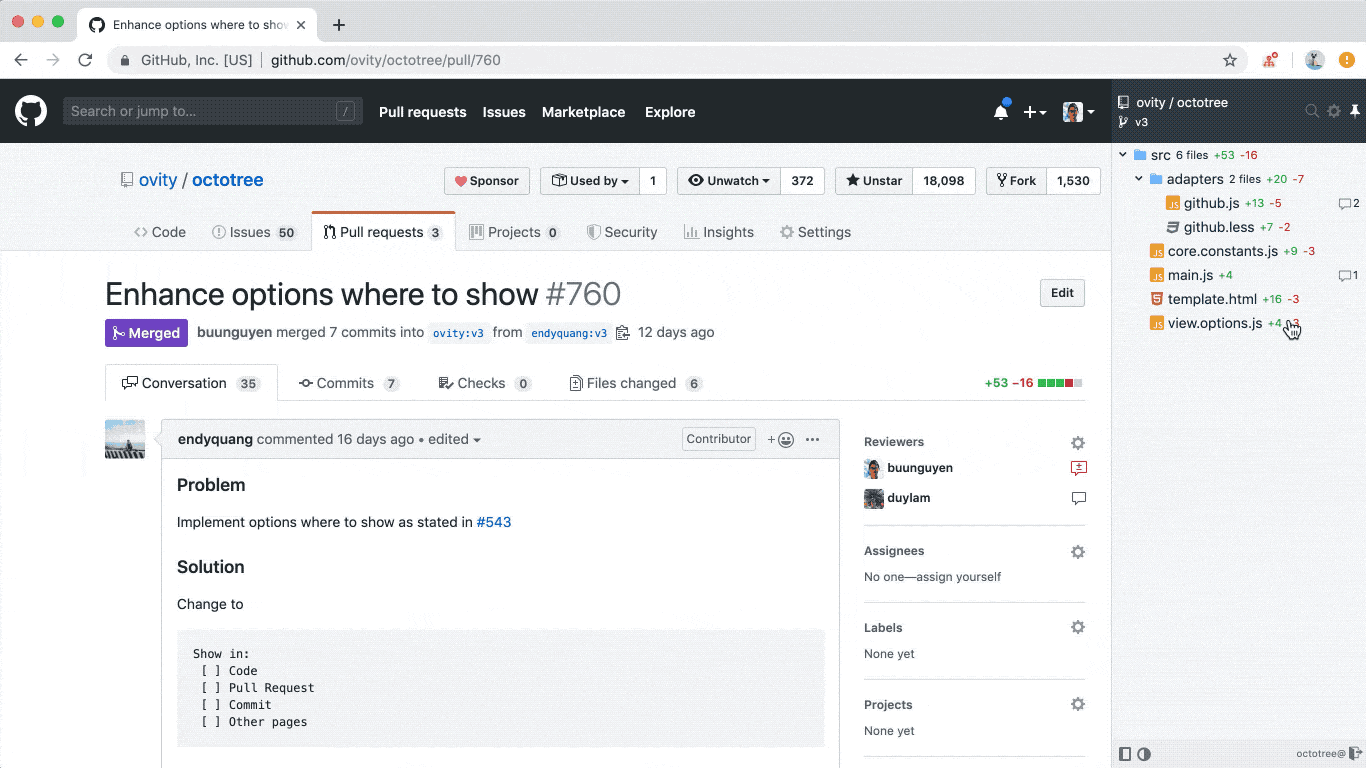 Enhance options where to show
GitHub, Inc. [US] | github.com/ovity/octotree/pull/760
Search or jump to... /
Pull requests Issues Marketplace Explore
ovity / octotree
v3
ovity / octotree
Sponsor Used by 1 Unwatch 372 Unstar 18,098 Fork 1,530
Code Issues 50 Pull requests 3 Projects 0 Security Insights Settings
Enhance options where to show #760
Edit
Merged buunguyen merged 7 commits into ovity:v3 from endyquang:v3 12 days ago
Conversation 35 Commits 7 Checks 0 Files changed 6 +53 −16
endyquang commented 16 days ago • edited Contributor
Problem
Implement options where to show as stated in #543
Solution
Change to
Show in:
[ ] Code
[ ] Pull Request
[ ] Commit
[ ] Other pages
Reviewers
buunguyen
duylam
Assignees
No one—assign yourself
Labels
None yet
Projects
None yet
src 6 files +53 -16
adapters 2 files +20 -7
JS github.js +13 -5 2
github.less +7 -2
JS core.constants.js +9 -3
JS main.js +4 1
template.html +16 -3
JS view.options.js +4 -3
octotree@